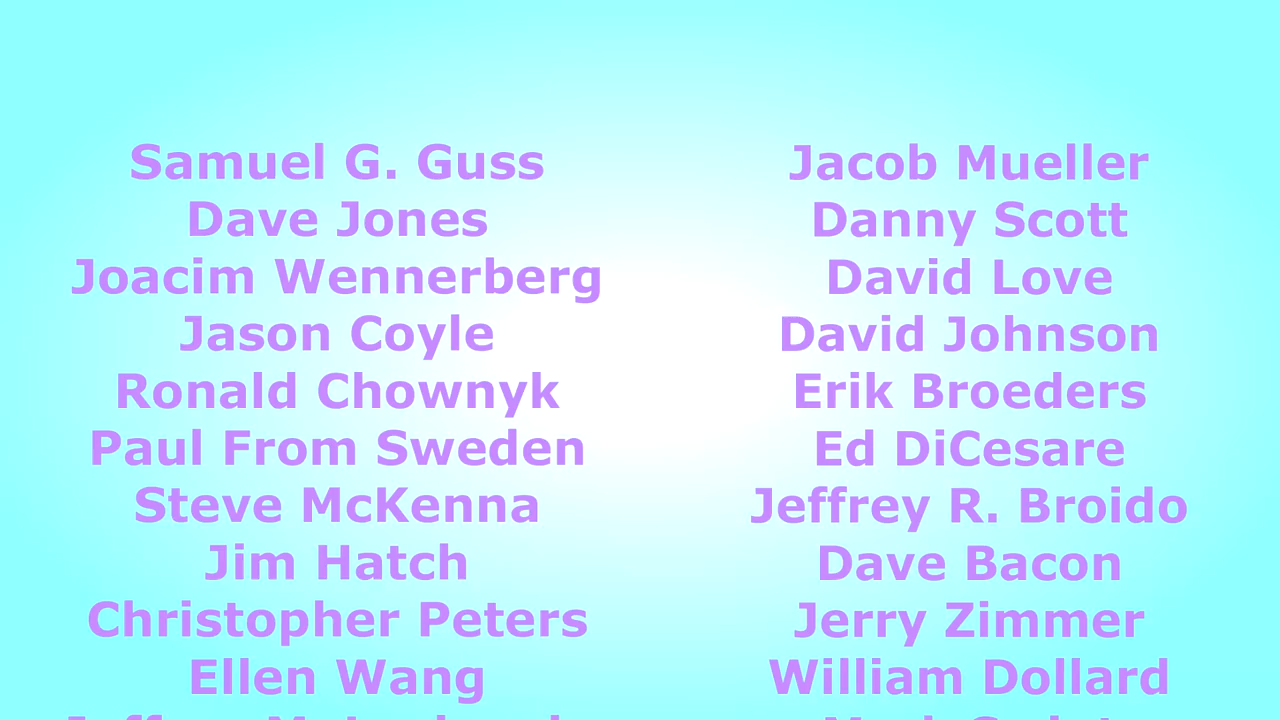 Samuel G. Guss
Dave Jones
Joacim Wennerberg
Jason Coyle
Ronald Chownyk
Paul From Sweden
Steve McKenna
Jim Hatch
Christopher Peters
Ellen Wang
Jacob Mueller
Danny Scott
David Love
David Johnson
Erik Broeders
Ed DiCesare
Jeffrey R. Broido
Dave Bacon
Jerry Zimmer
William Dollard